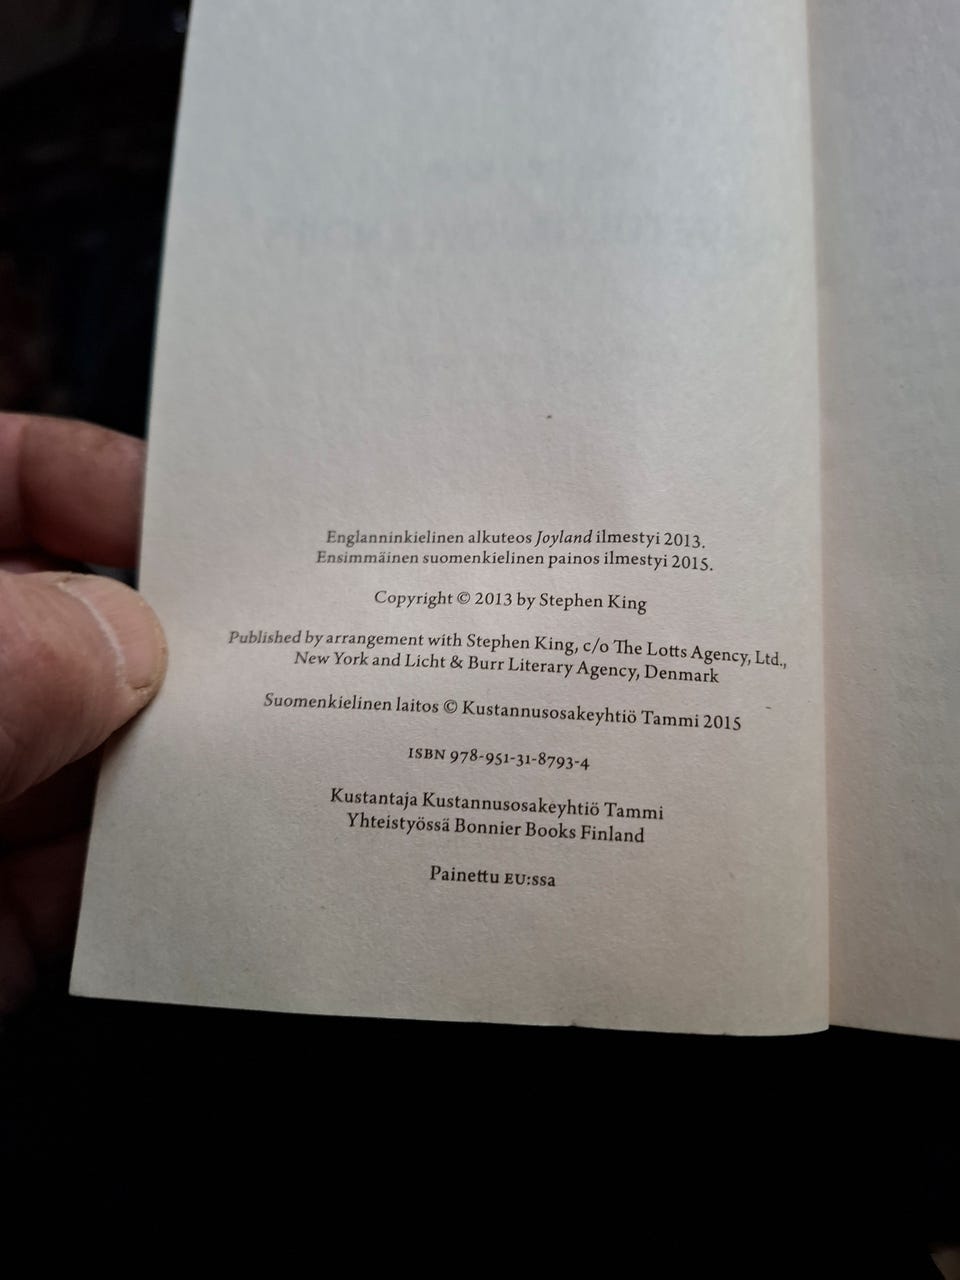 Englanninkielinen alkuteos Joyland ilmestyi 2013.
Ensimmäinen suomenkielinen painos ilmestyi 2015.
Copyright © 2013 by Stephen King
Published by arrangement with Stephen King, c/o The Lotts Agency, Ltd.,
New York and Licht & Burr Literary Agency, Denmark
Suomenkielinen laitos © Kustannusosakeyhtiö Tammi 2015
ISBN 978-951-31-8793-4
Kustantaja Kustannusosakeyhtiö Tammi
Yhteistyössä Bonnier Books Finland
Painettu EU:ssa